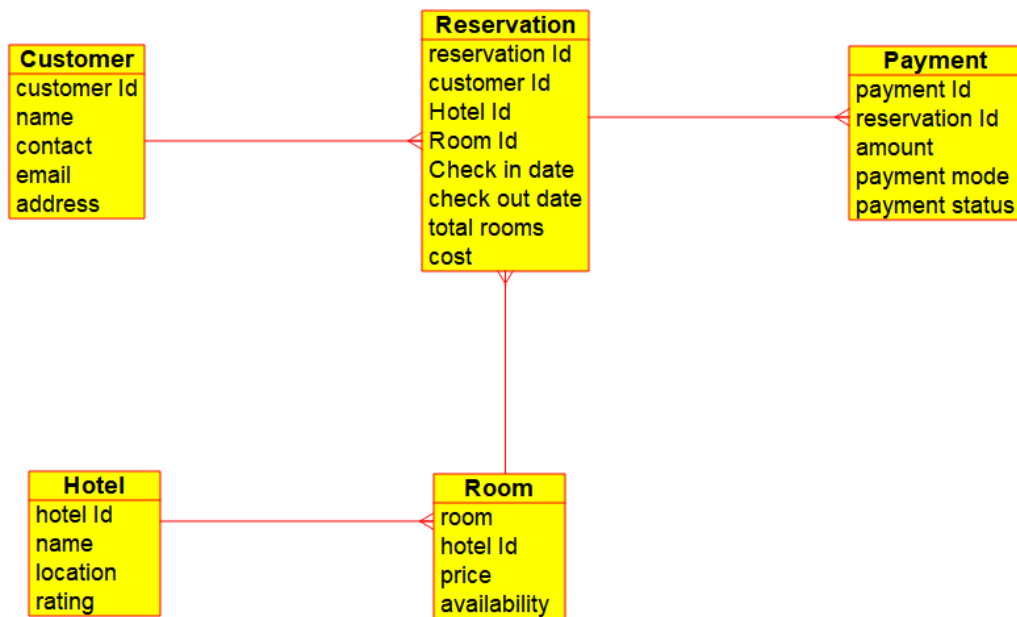 Customer
customer Id
name
contact
email
address
Reservation
reservation Id
customer Id
Hotel Id
Room Id
Check in date
check out date
total rooms
cost
Payment
payment Id
reservation Id
amount
payment mode
payment status
Hotel
hotel Id
name
location
rating
Room
room
hotel Id
price
availability